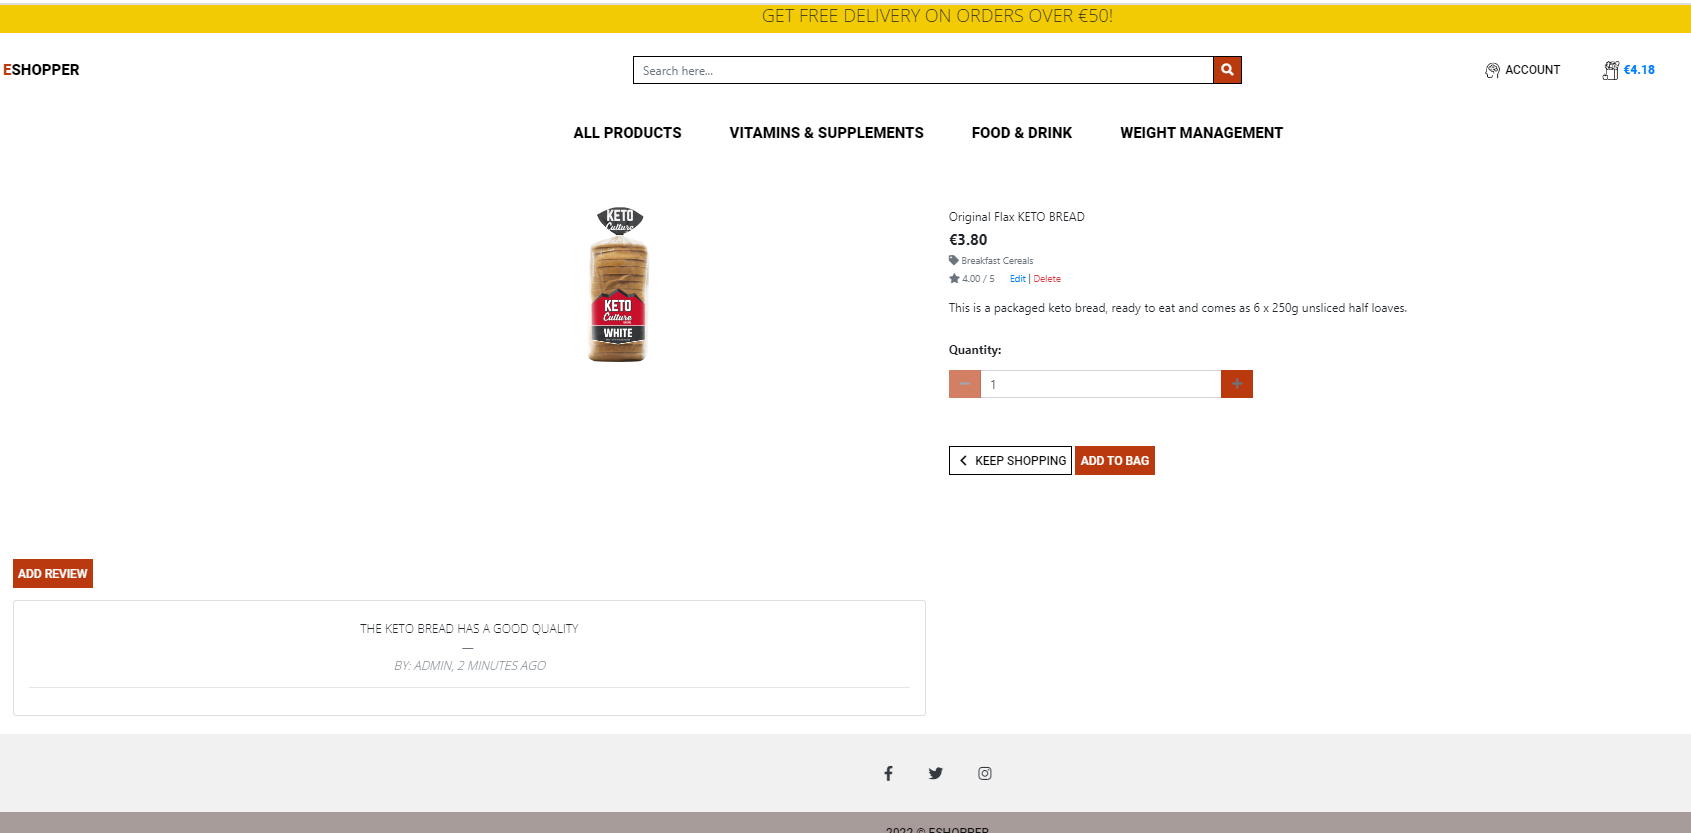 GET FREE DELIVERY ON ORDERS OVER €50!
ESHOPPER
Search here...
ACCOUNT
€4.18
ALL PRODUCTS
VITAMINS & SUPPLEMENTS
FOOD & DRINK
WEIGHT MANAGEMENT
KETO
Culture
KETO
Culture
WHITE
Original Flax KETO BREAD
€3.80
Breakfast Cereals
4.00 / 5 Edit | Delete
This is a packaged keto bread, ready to eat and comes as 6 x 250g unsliced half loaves.
Quantity:
1
KEEP SHOPPING
ADD TO BAG
ADD REVIEW
THE KETO BREAD HAS A GOOD QUALITY
—
BY: ADMIN, 2 MINUTES AGO
2022 © ESHOPPER